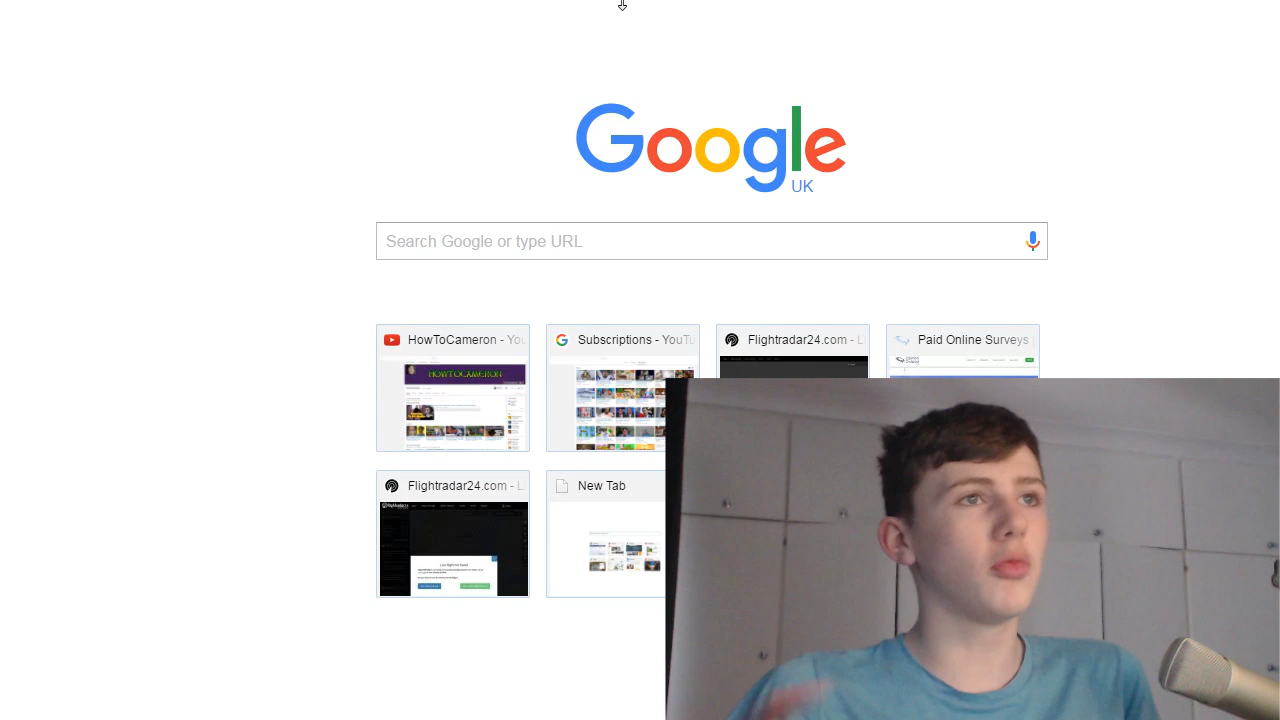 Google
UK
Search Google or type URL
HowToCameron - You
Subscriptions - YouTu
Flightradar24.com - L
Paid Online Surveys |
HOWTOCAMERON
Flightradar24.com - L
New Tab